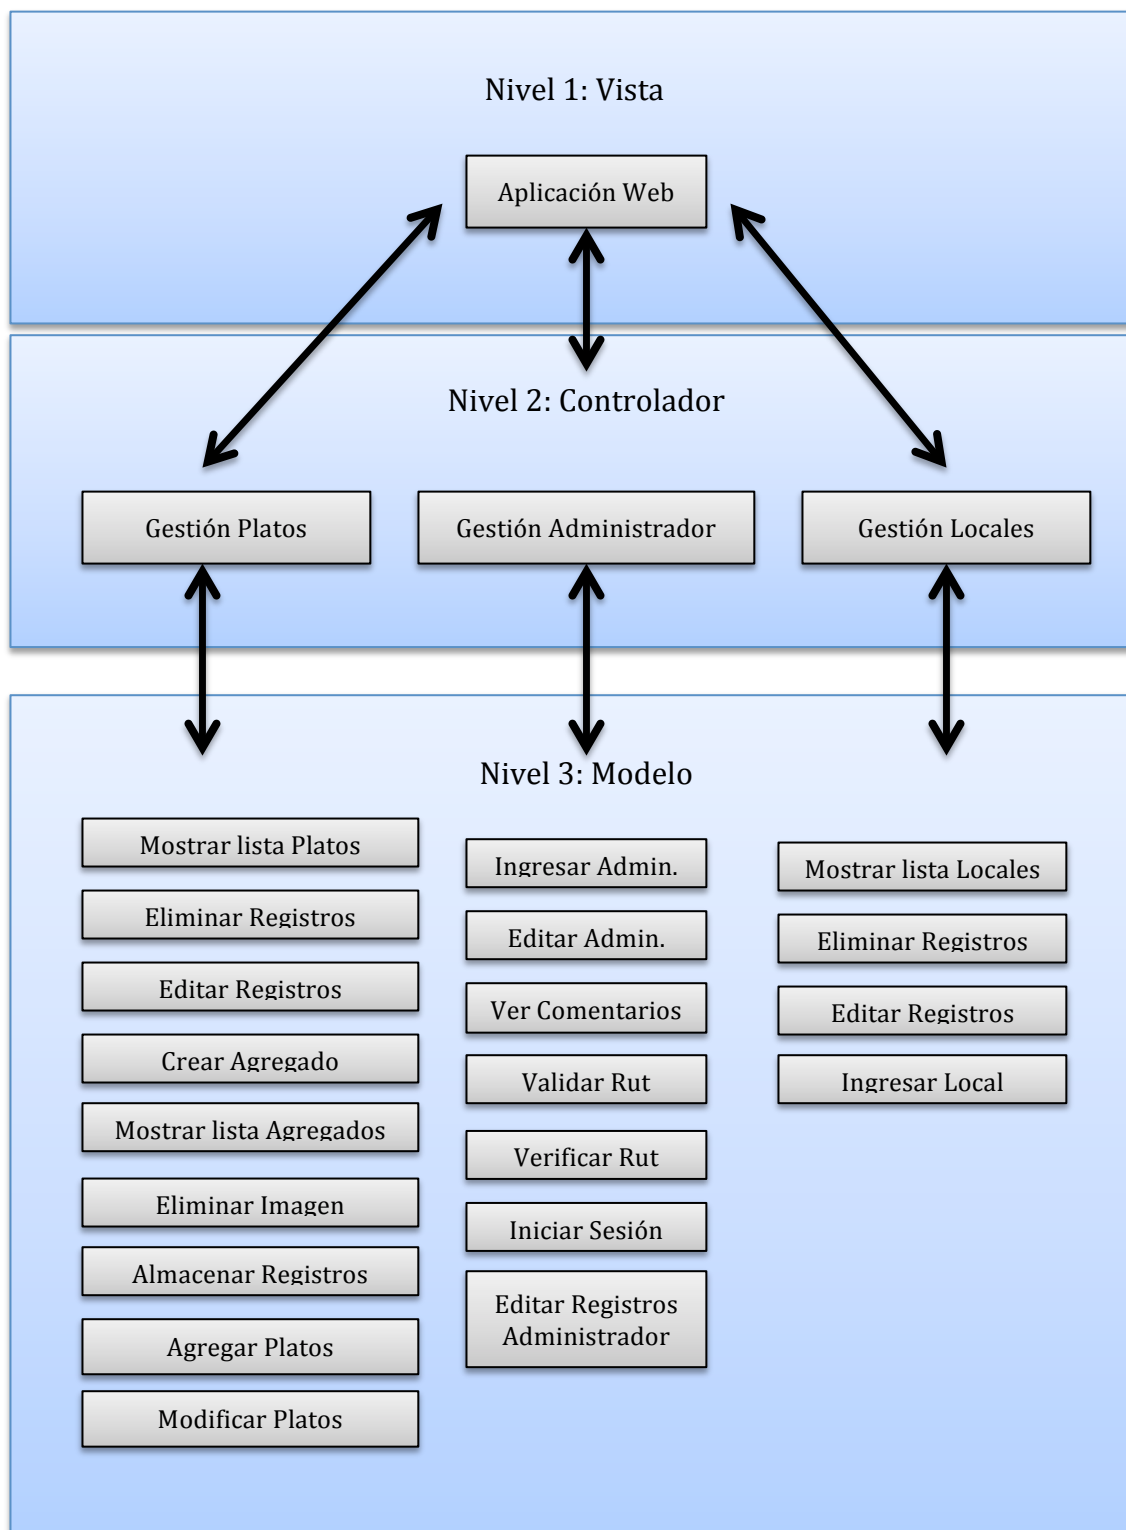 Nivel 1: Vista
Aplicación Web
Nivel 2: Controlador
Gestión Platos
Gestión Administrador
Gestión Locales
Nivel 3: Modelo
Mostrar lista Platos
Eliminar Registros
Editar Registros
Crear Agregado
Mostrar lista Agregados
Eliminar Imagen
Almacenar Registros
Agregar Platos
Modificar Platos
Ingresar Admin.
Editar Admin.
Ver Comentarios
Validar Rut
Verificar Rut
Iniciar Sesión
Editar Registros
Administrador
Mostrar lista Locales
Eliminar Registros
Editar Registros
Ingresar Local